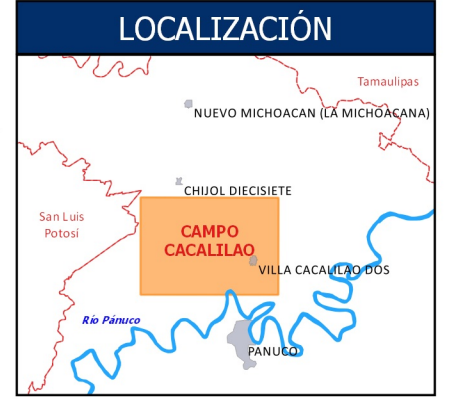 LOCALIZACIÓN
Tamaulipas
NUEVO MICHOACAN (LA MICHOACANA)
CHIJOL DIECISIETE
San Luis
Potosí
CAMPO
CACALILAO
VILLA CACALILAO DOS
Río Pánuco
PANUCO